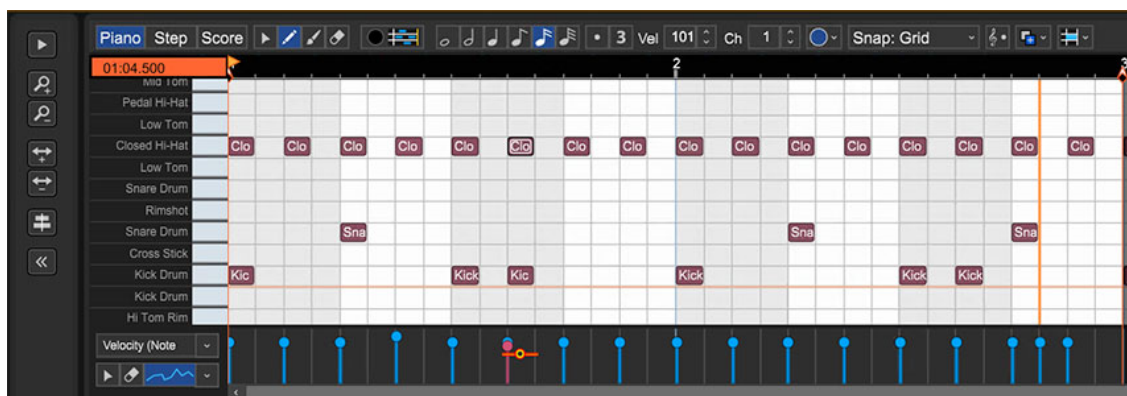 Piano Step Score 3 Vel 101 Ch 1 Snap: Grid
01:04.500 2 3
Mid Tom
Pedal Hi-Hat
Low Tom
Closed Hi-Hat Clo Clo Clo Clo Clo Clo Clo Clo Clo Clo Clo Clo Clo Clo Clo Clo
Low Tom
Snare Drum
Rimshot
Snare Drum Sna Sna Sna
Cross Stick
Kick Drum Kic Kick Kic Kick Kick Kick
Kick Drum
Hi Tom Rim
Velocity (Note